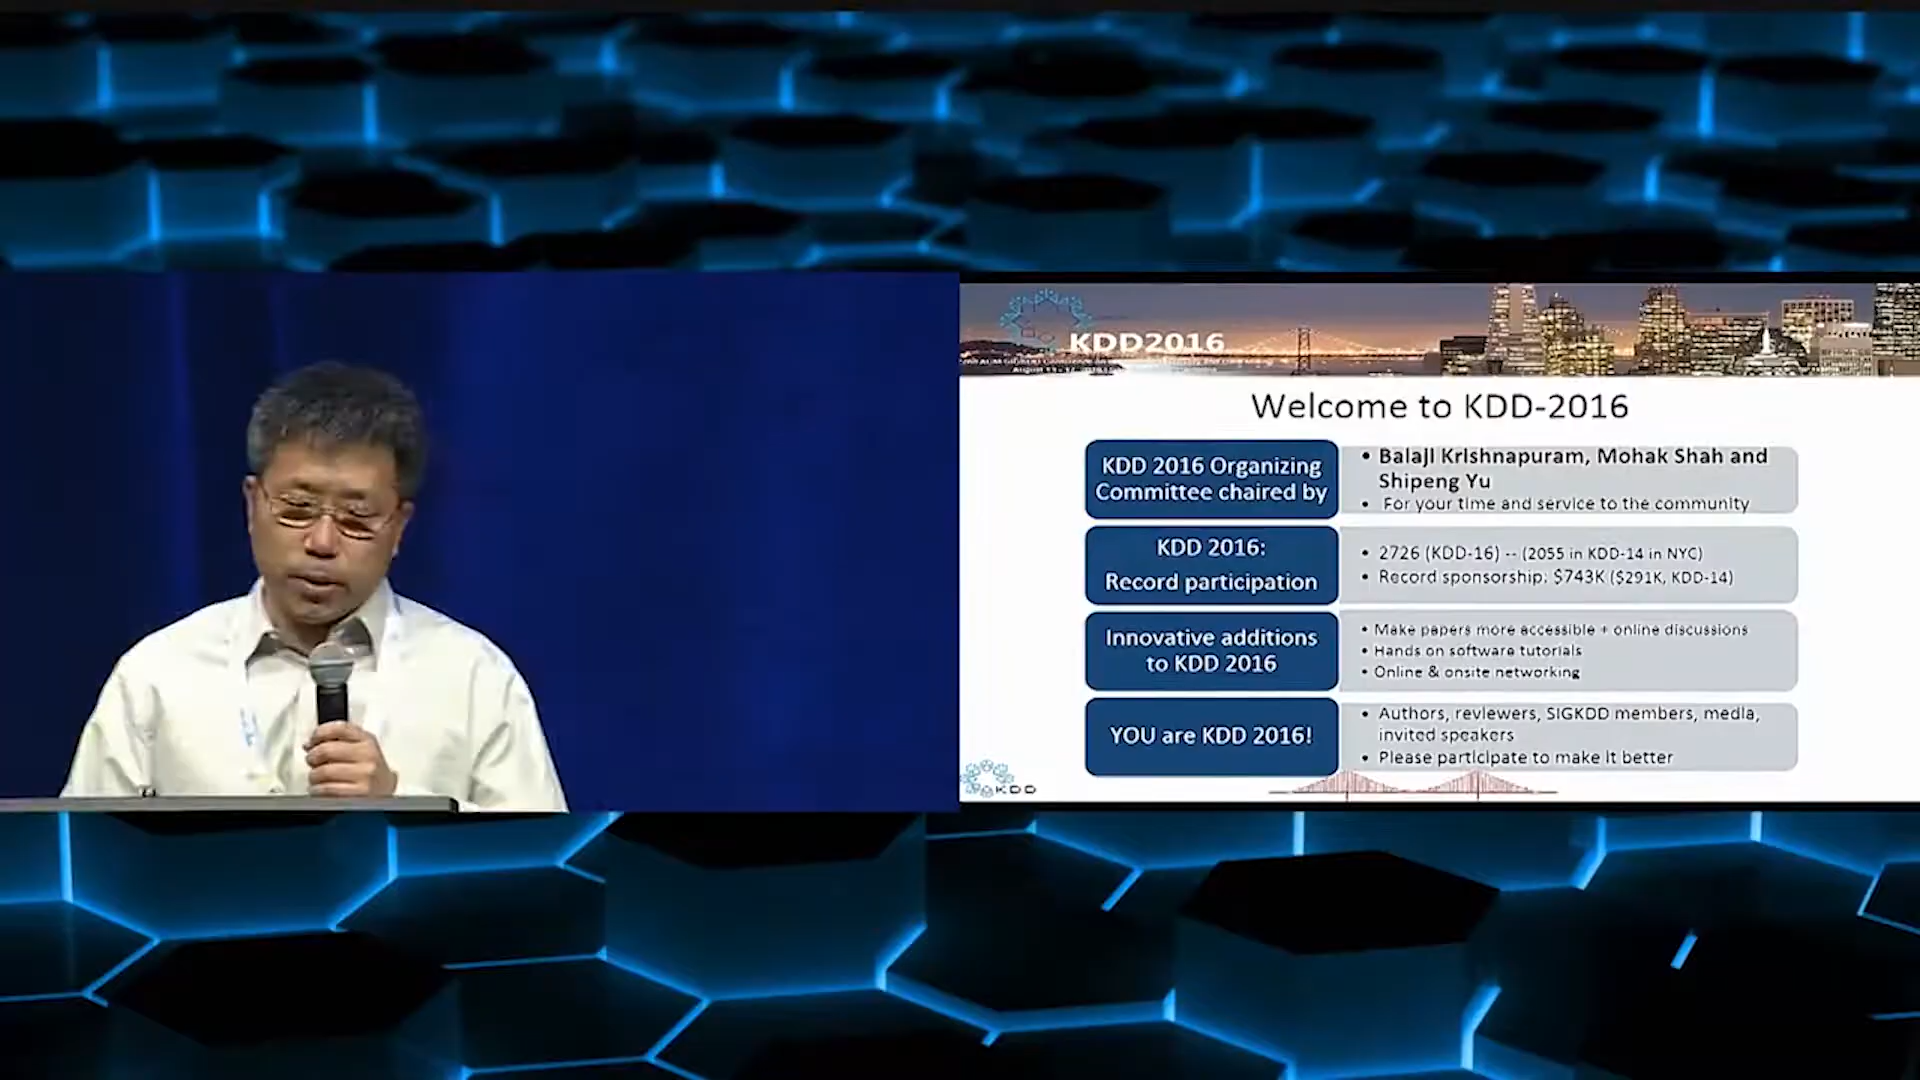 KDD2016
Welcome to KDD-2016
KDD 2016 Organizing
Committee chaired by
• Balaji Krishnapuram, Mohak Shah and
Shipeng Yu
• For your time and service to the community
KDD 2016:
Record participation
• 2726 (KDD-16) -- (2055 in KDD-14 in NYC)
• Record sponsorship: $743K ($291K, KDD-14)
Innovative additions
to KDD 2016
• Make papers more accessible + online discussions
• Hands on software tutorials
• Online & onsite networking
YOU are KDD 2016!
• Authors, reviewers, SIGKDD members, media,
invited speakers
• Please participate to make it better
KDD